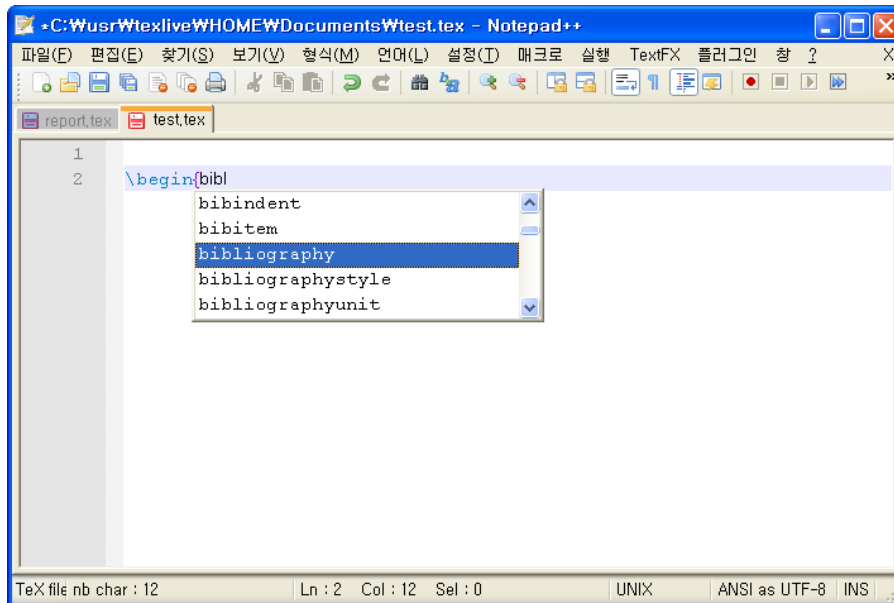 *C:₩usr₩texlive₩HOME₩Documents₩test.tex - Notepad++
파일(F) 편집(E) 찾기(S) 보기(V) 형식(M) 언어(L) 설정(T) 매크로 실행 TextFX 플러그인 창 ? X
report.tex test.tex
1
2 \begin{bibl
bibindent
bibitem
bibliography
bibliographystyle
bibliographyunit
TeX file nb char : 12 Ln : 2 Col : 12 Sel : 0 UNIX ANSI as UTF-8 INS